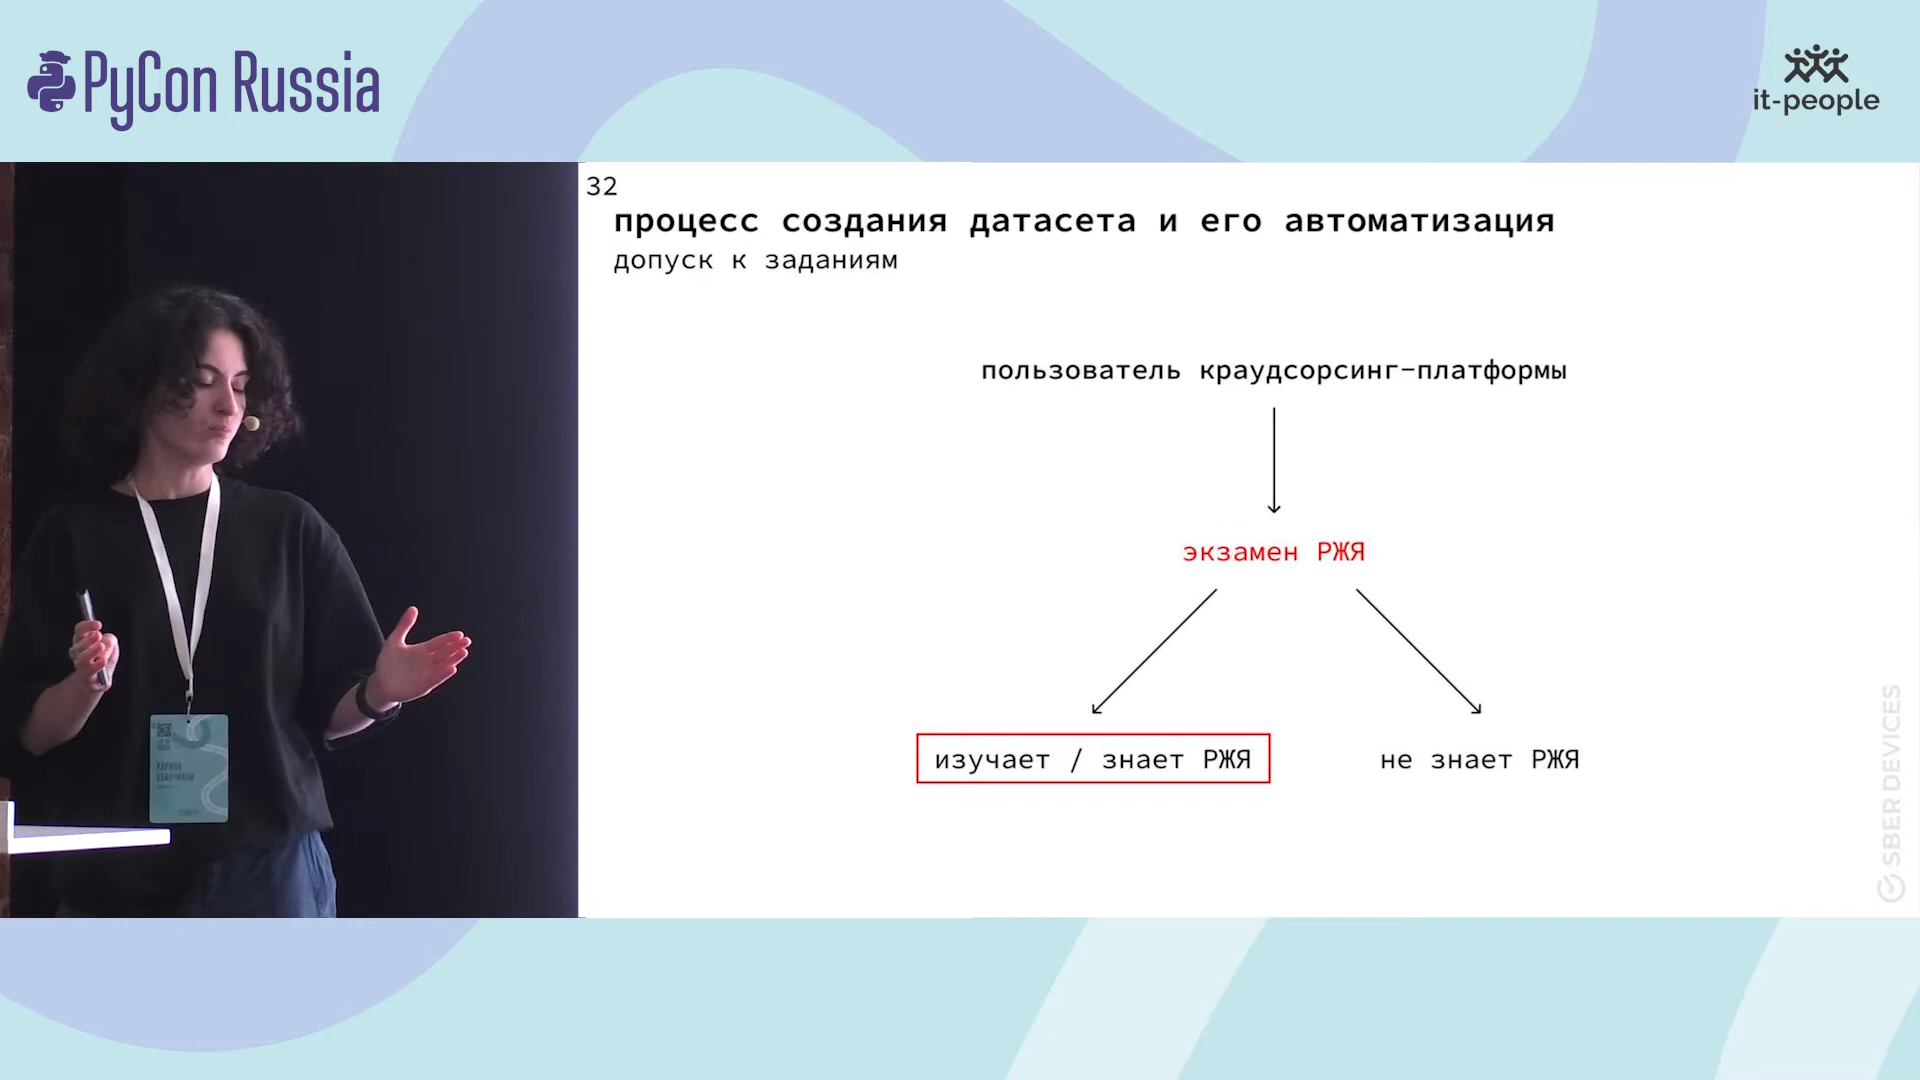 PyCon Russia
it-people
32
процесс создания датасета и его автоматизация
допуск к заданиям
пользователь краудсорсинг-платформы
экзамен РЖЯ
изучает / знает РЖЯ
не знает РЖЯ
SBER DEVICES
КАРИНА